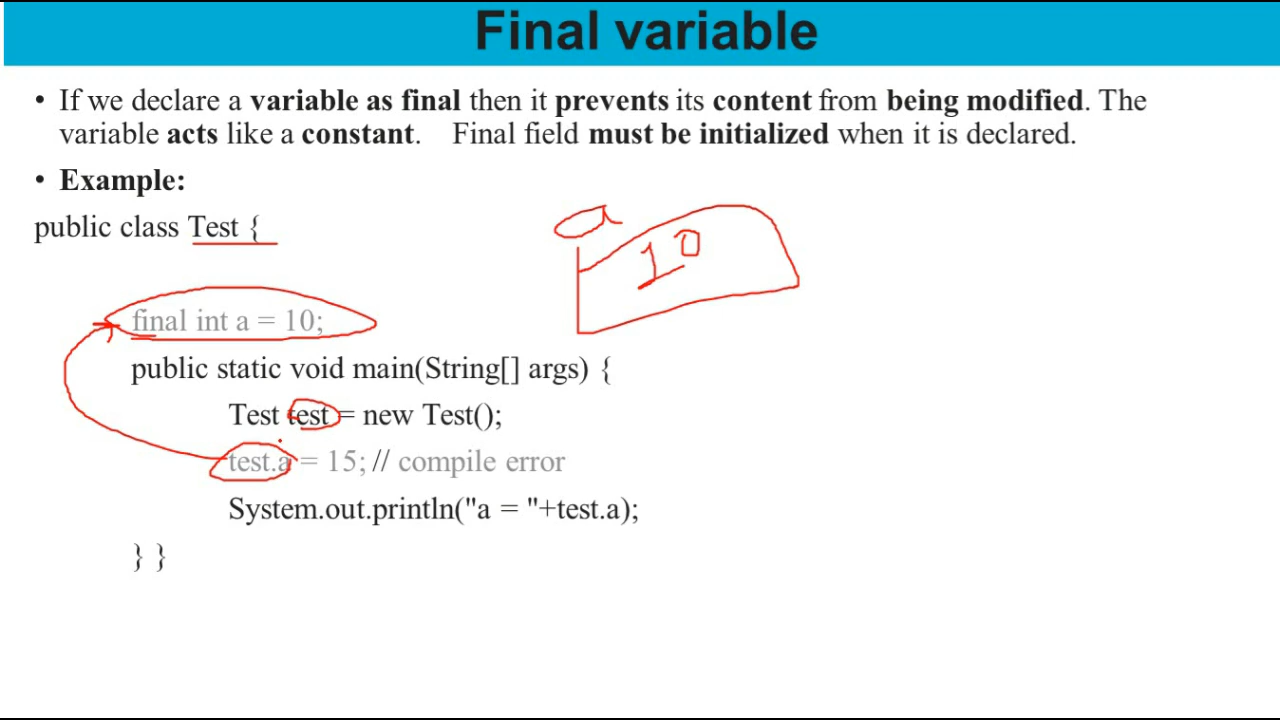 Final variable
• If we declare a variable as final then it prevents its content from being modified. The
variable acts like a constant. Final field must be initialized when it is declared.
• Example:
public class Test {
a
10
final int a = 10;
public static void main(String[] args) {
Test test = new Test();
test.a = 15; // compile error
System.out.println("a = "+test.a);
} }